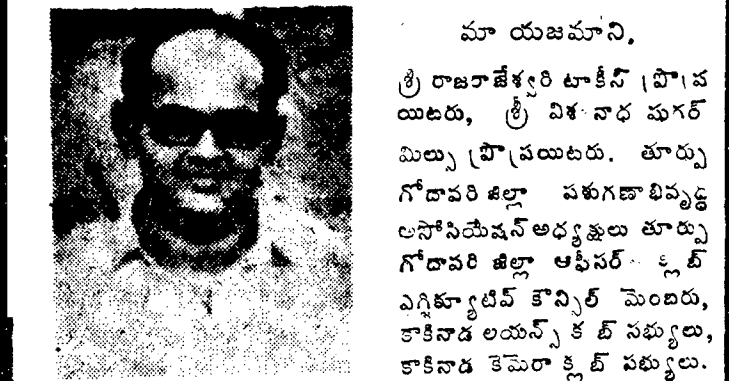 మా యజమాని,
శ్రీ రాజరాజేశ్వరి టాకీస్ ప్రొప
యిటరు, శ్రీ విశ్వనాధ షుగర్
మిల్సు ప్రొపయిటరు. తూర్పు
గోదావరి జిల్లా పశుగణాభివృద్ధి
అసోసియేషన్ అధ్యక్షులు తూర్పు
గోదావరి జిల్లా ఆఫీసర్ క్లబ్
ఎగ్జిక్యూటివ్ కౌన్సిల్ మెంబరు,
కాకినాడ లయన్స్ క్లబ్ సభ్యులు,
కాకినాడ కెమెరా క్లబ్ సభ్యులు.